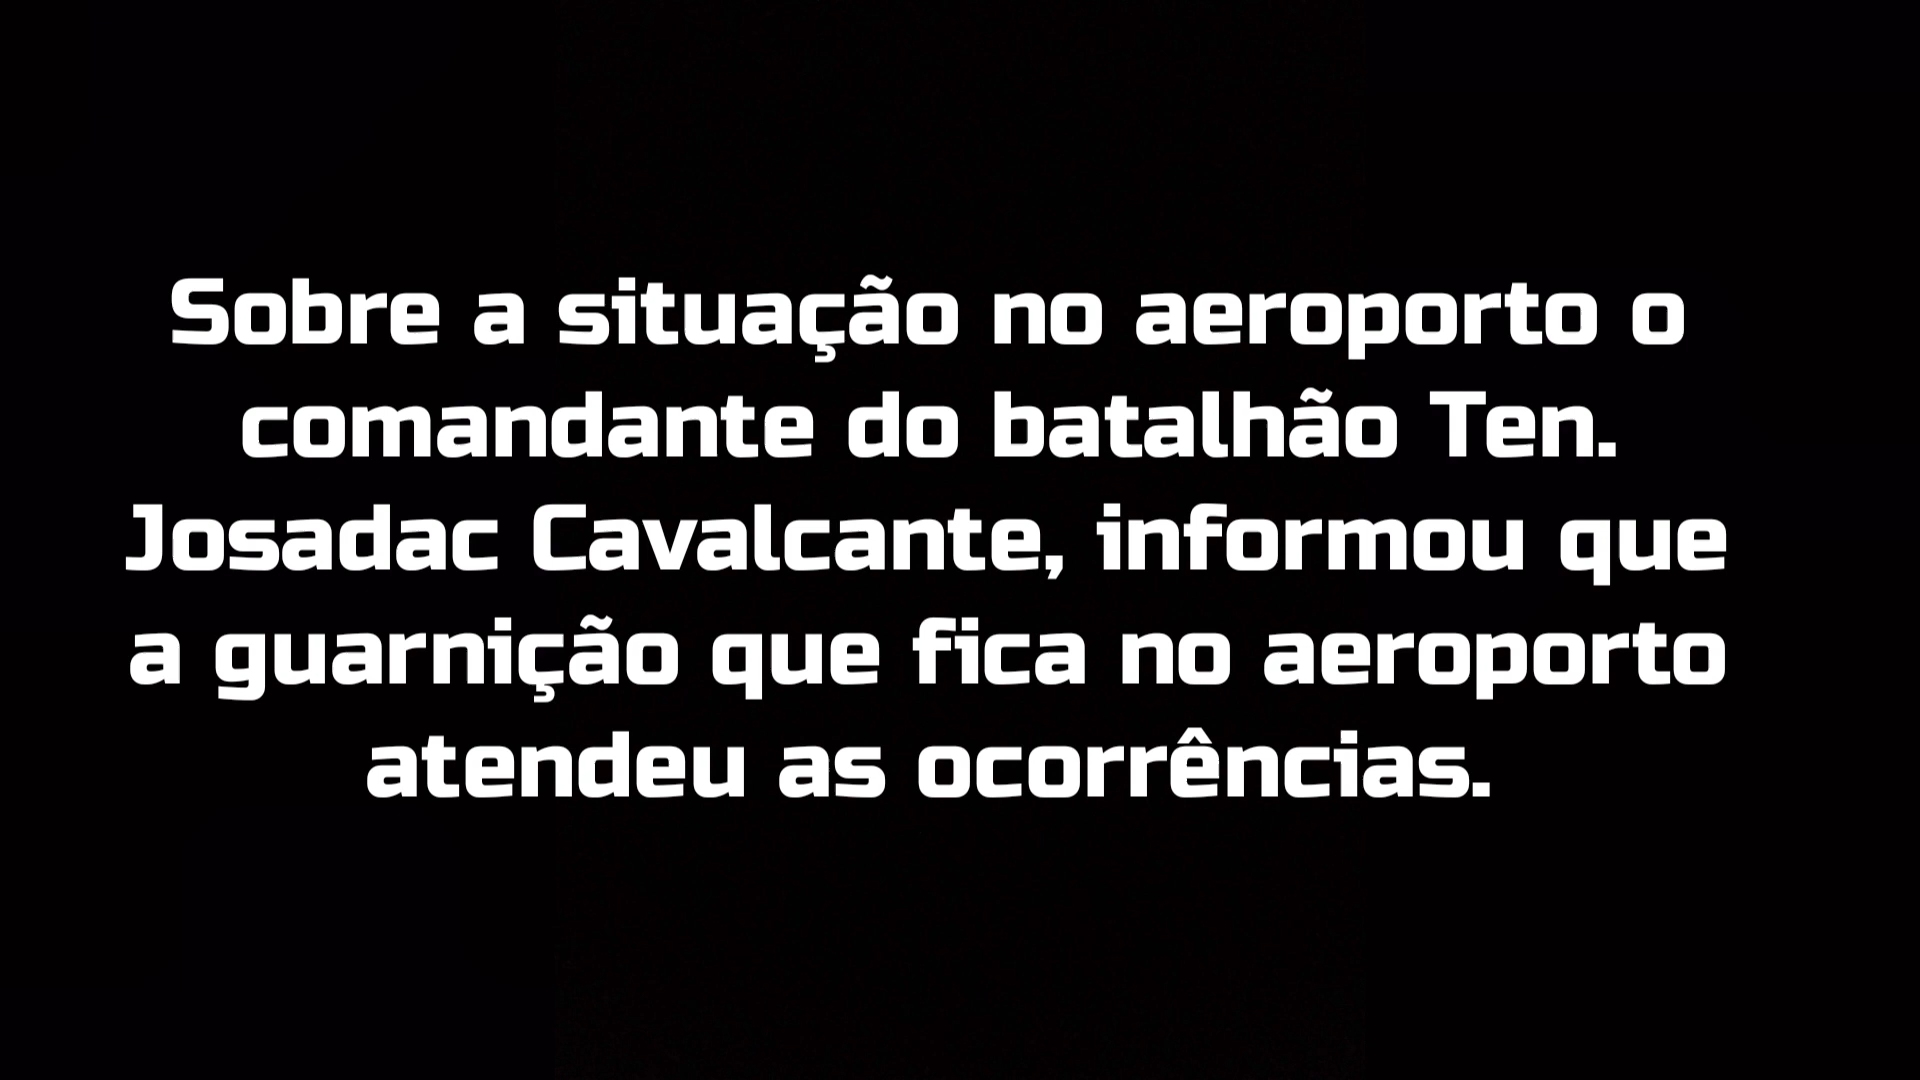 Sobre a situação no aeroporto o
comandante do batalhão Ten.
Josadac Cavalcante, informou que
a guarnição que fica no aeroporto
atendeu as ocorrências.